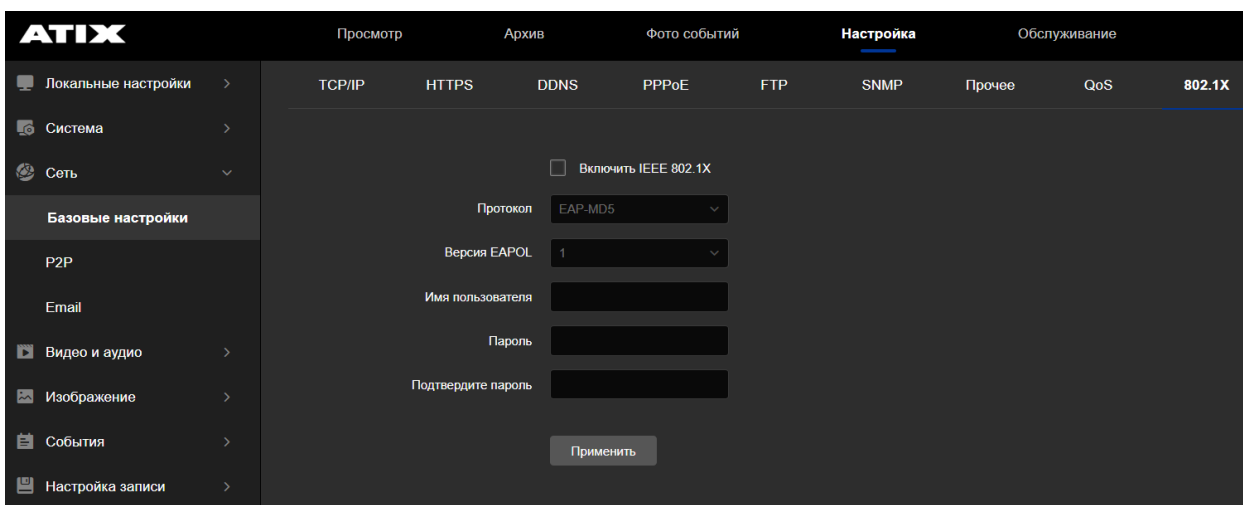 ATIX Просмотр Архив Фото событий Настройка Обслуживание
Локальные настройки
Система
Сеть
Базовые настройки
P2P
Email
Видео и аудио
Изображение
События
Настройка записи
TCP/IP HTTPS DDNS PPPoE FTP SNMP Прочее QoS 802.1X
Включить IEEE 802.1X
Протокол EAP-MD5
Версия EAPOL 1
Имя пользователя
Пароль
Подтвердите пароль
Применить